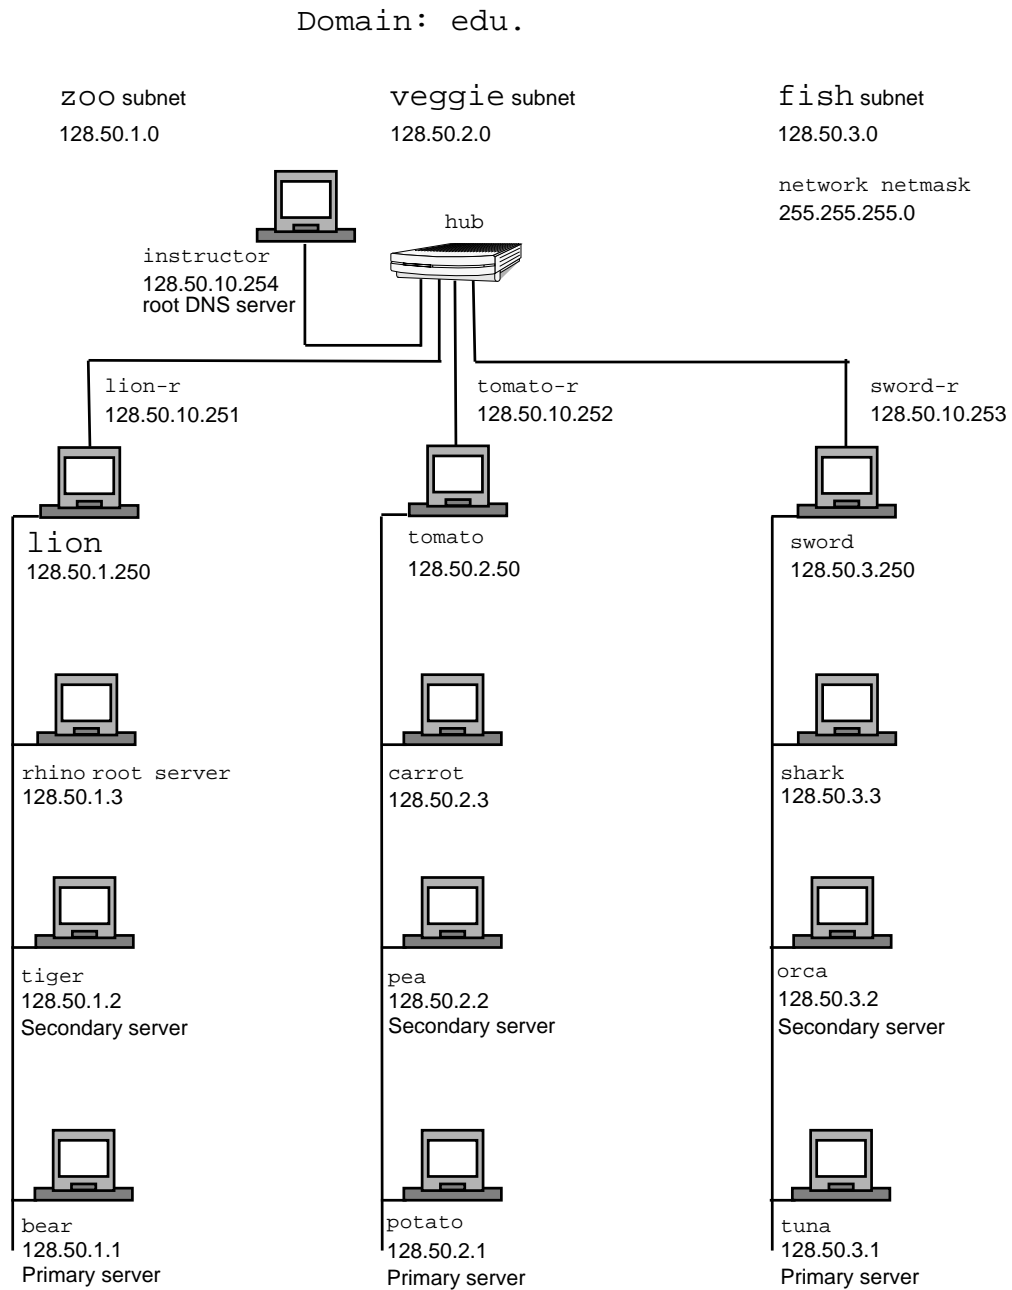 Domain: edu.
zoo subnet
128.50.1.0
veggie subnet
128.50.2.0
fish subnet
128.50.3.0
network netmask
255.255.255.0
hub
instructor
128.50.10.254
root DNS server
lion-r
128.50.10.251
tomato-r
128.50.10.252
sword-r
128.50.10.253
lion
128.50.1.250
tomato
128.50.2.50
sword
128.50.3.250
rhino root server
128.50.1.3
carrot
128.50.2.3
shark
128.50.3.3
tiger
128.50.1.2
Secondary server
pea
128.50.2.2
Secondary server
orca
128.50.3.2
Secondary server
bear
128.50.1.1
Primary server
potato
128.50.2.1
Primary server
tuna
128.50.3.1
Primary server